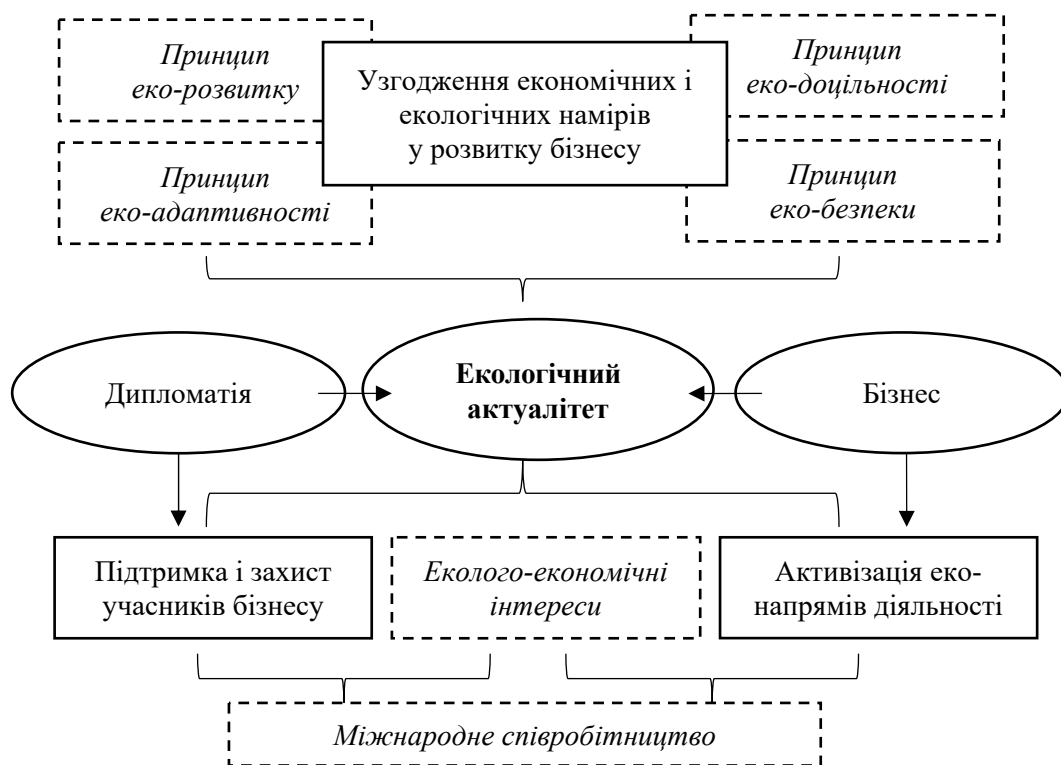 Принцип
еко-розвитку
Узгодження економічних і
екологічних намірів
у розвитку бізнесу
Принцип
еко-доцільності
Принцип
еко-адаптивності
Принцип
еко-безпеки
Дипломатія
Екологічний
актуалітет
Бізнес
Підтримка і захист
учасників бізнесу
Еколого-економічні
інтереси
Активізація еко-
напрямів діяльності
Міжнародне співробітництво